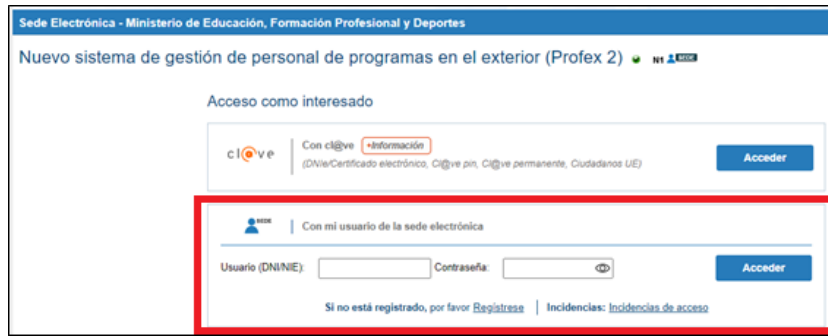 Sede Electrónica - Ministerio de Educación, Formación Profesional y Deportes
Nuevo sistema de gestión de personal de programas en el exterior (Profex 2) N1 SEDE
Acceso como interesado
cl@ve
Con cl@ve +Información
(DNIe/Certificado electrónico, Cl@ve pin, Cl@ve permanente, Ciudadanos UE)
Acceder
SEDE
Con mi usuario de la sede electrónica
Usuario (DNI/NIE): Contraseña: Acceder
Si no está registrado, por favor Regístrese Incidencias: Incidencias de acceso